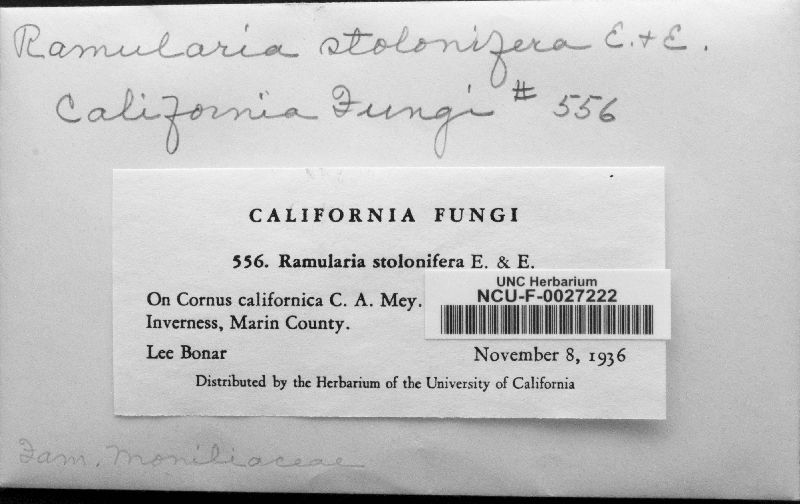 Ramularia stolonifera E. & E.
California Fungi # 556
CALIFORNIA FUNGI
556. Ramularia stolonifera E. & E.
UNC Herbarium
NCU-F-0027222
On Cornus californica C. A. Mey.
Inverness, Marin County.
Lee Bonar November 8, 1936
Distributed by the Herbarium of the University of California
Fam. Moniliaceae